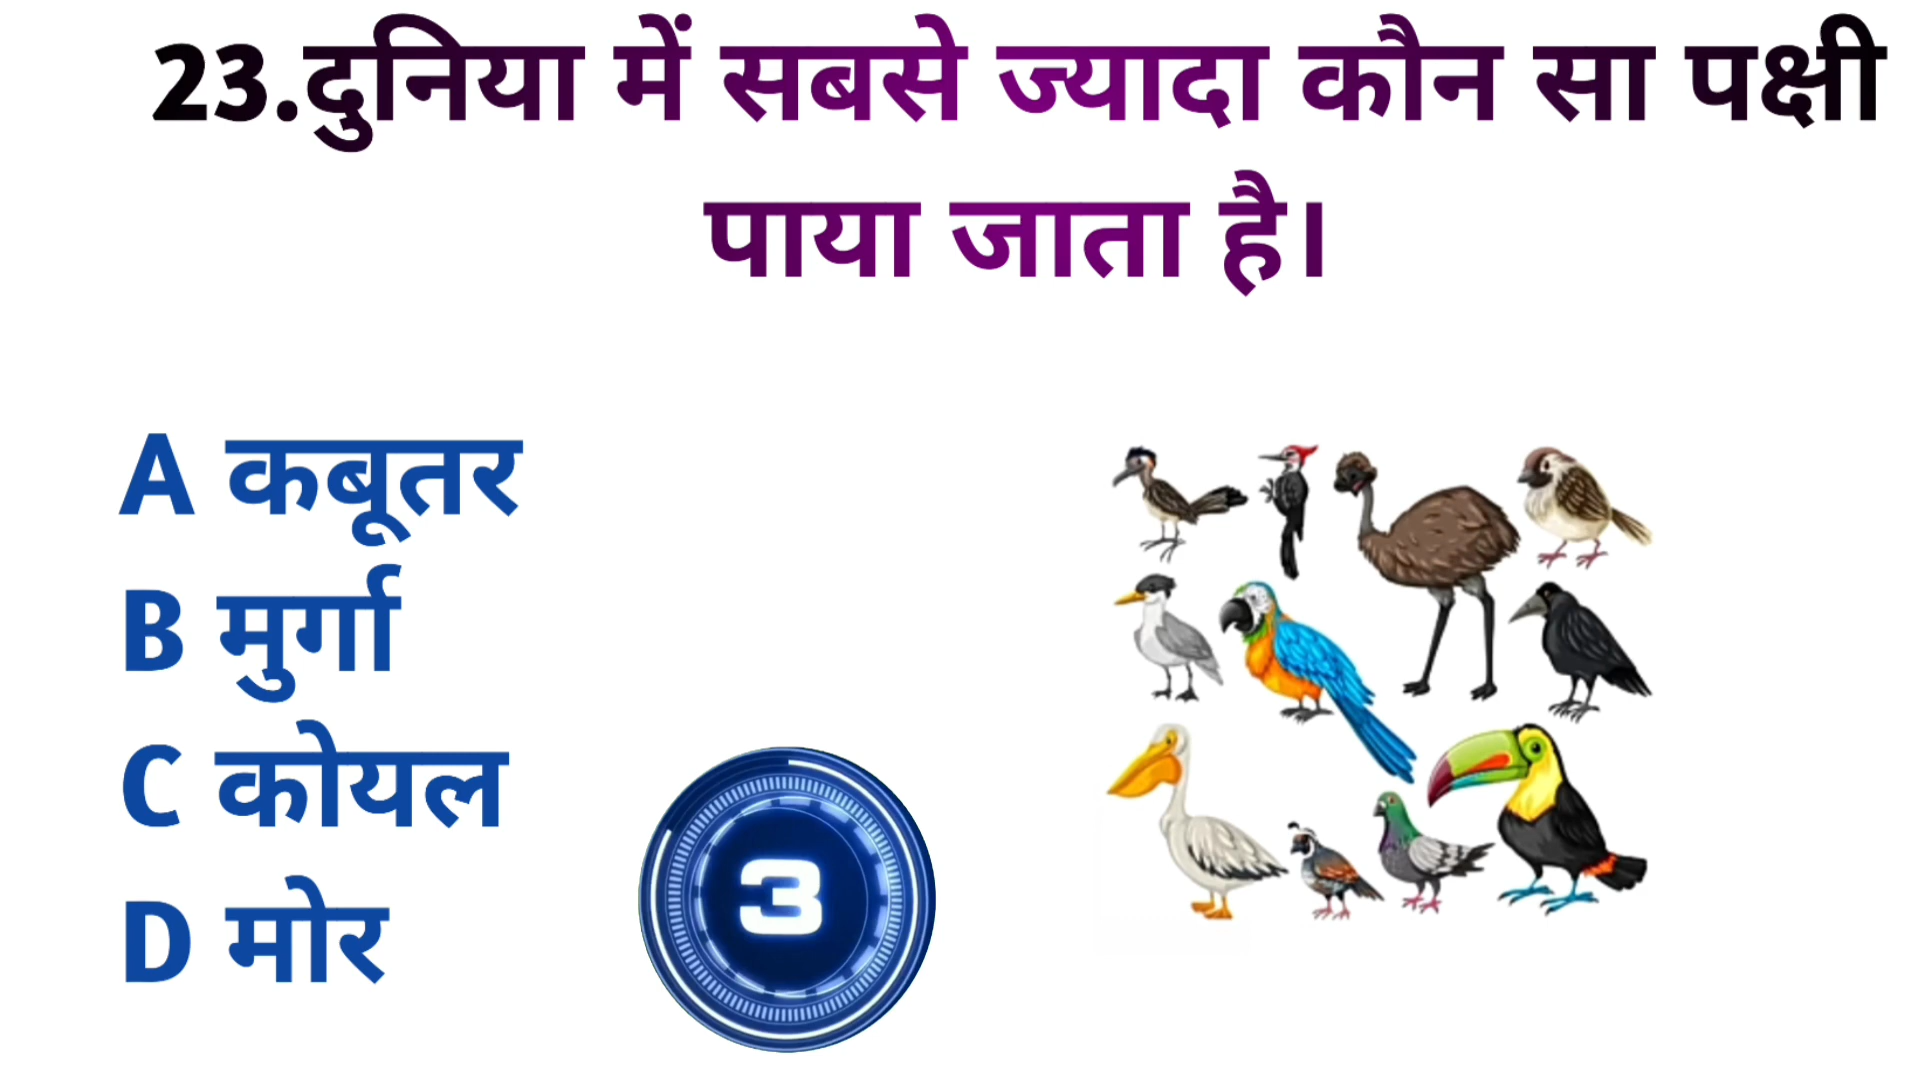 23.दुनिया में सबसे ज्यादा कौन सा पक्षी
पाया जाता है।
A कबूतर
B मुर्गा
C कोयल
D मोर
3